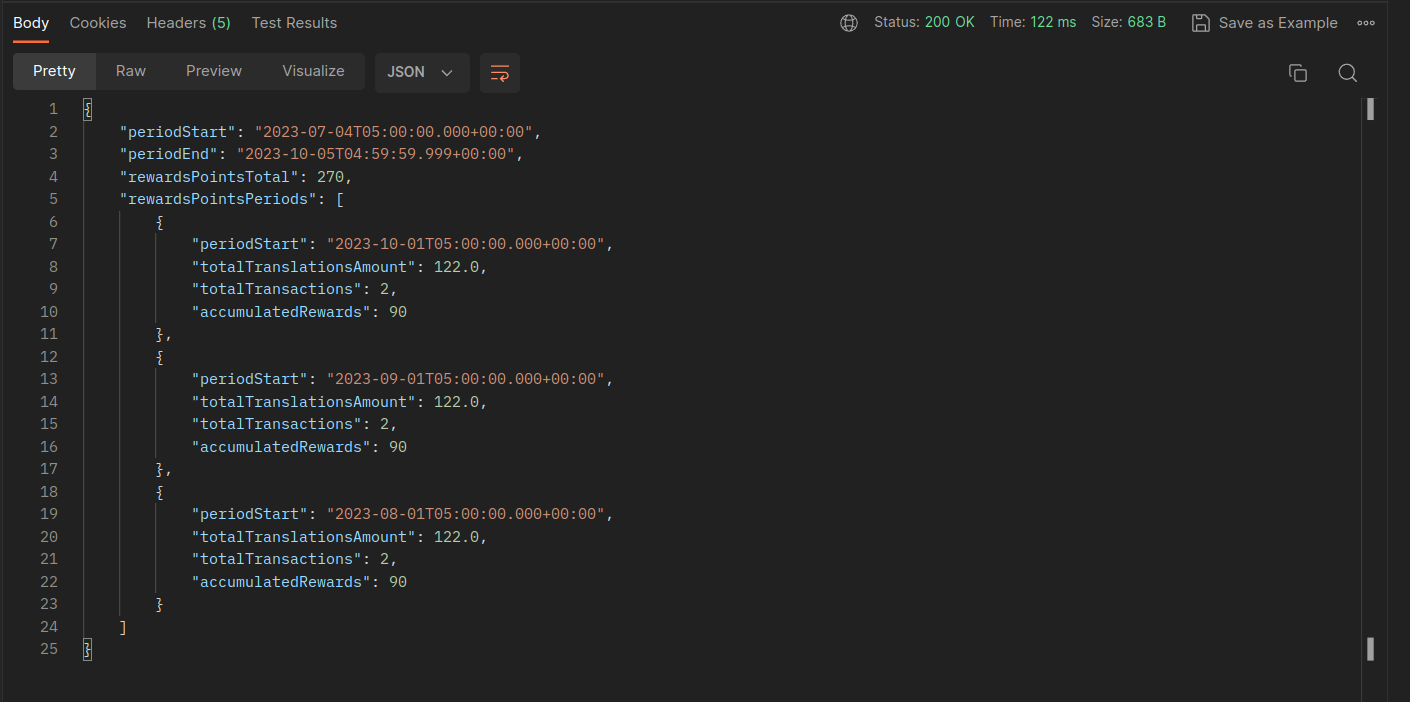 Body Cookies Headers (5) Test Results Status: 200 OK Time: 122 ms Size: 683 B Save as Example
Pretty Raw Preview Visualize JSON
1 {
2 "periodStart": "2023-07-04T05:00:00.000+00:00",
3 "periodEnd": "2023-10-05T04:59:59.999+00:00",
4 "rewardsPointsTotal": 270,
5 "rewardsPointsPeriods": [
6 {
7 "periodStart": "2023-10-01T05:00:00.000+00:00",
8 "totalTranslationsAmount": 122.0,
9 "totalTransactions": 2,
10 "accumulatedRewards": 90
11 },
12 {
13 "periodStart": "2023-09-01T05:00:00.000+00:00",
14 "totalTranslationsAmount": 122.0,
15 "totalTransactions": 2,
16 "accumulatedRewards": 90
17 },
18 {
19 "periodStart": "2023-08-01T05:00:00.000+00:00",
20 "totalTranslationsAmount": 122.0,
21 "totalTransactions": 2,
22 "accumulatedRewards": 90
23 }
24 ]
25 }